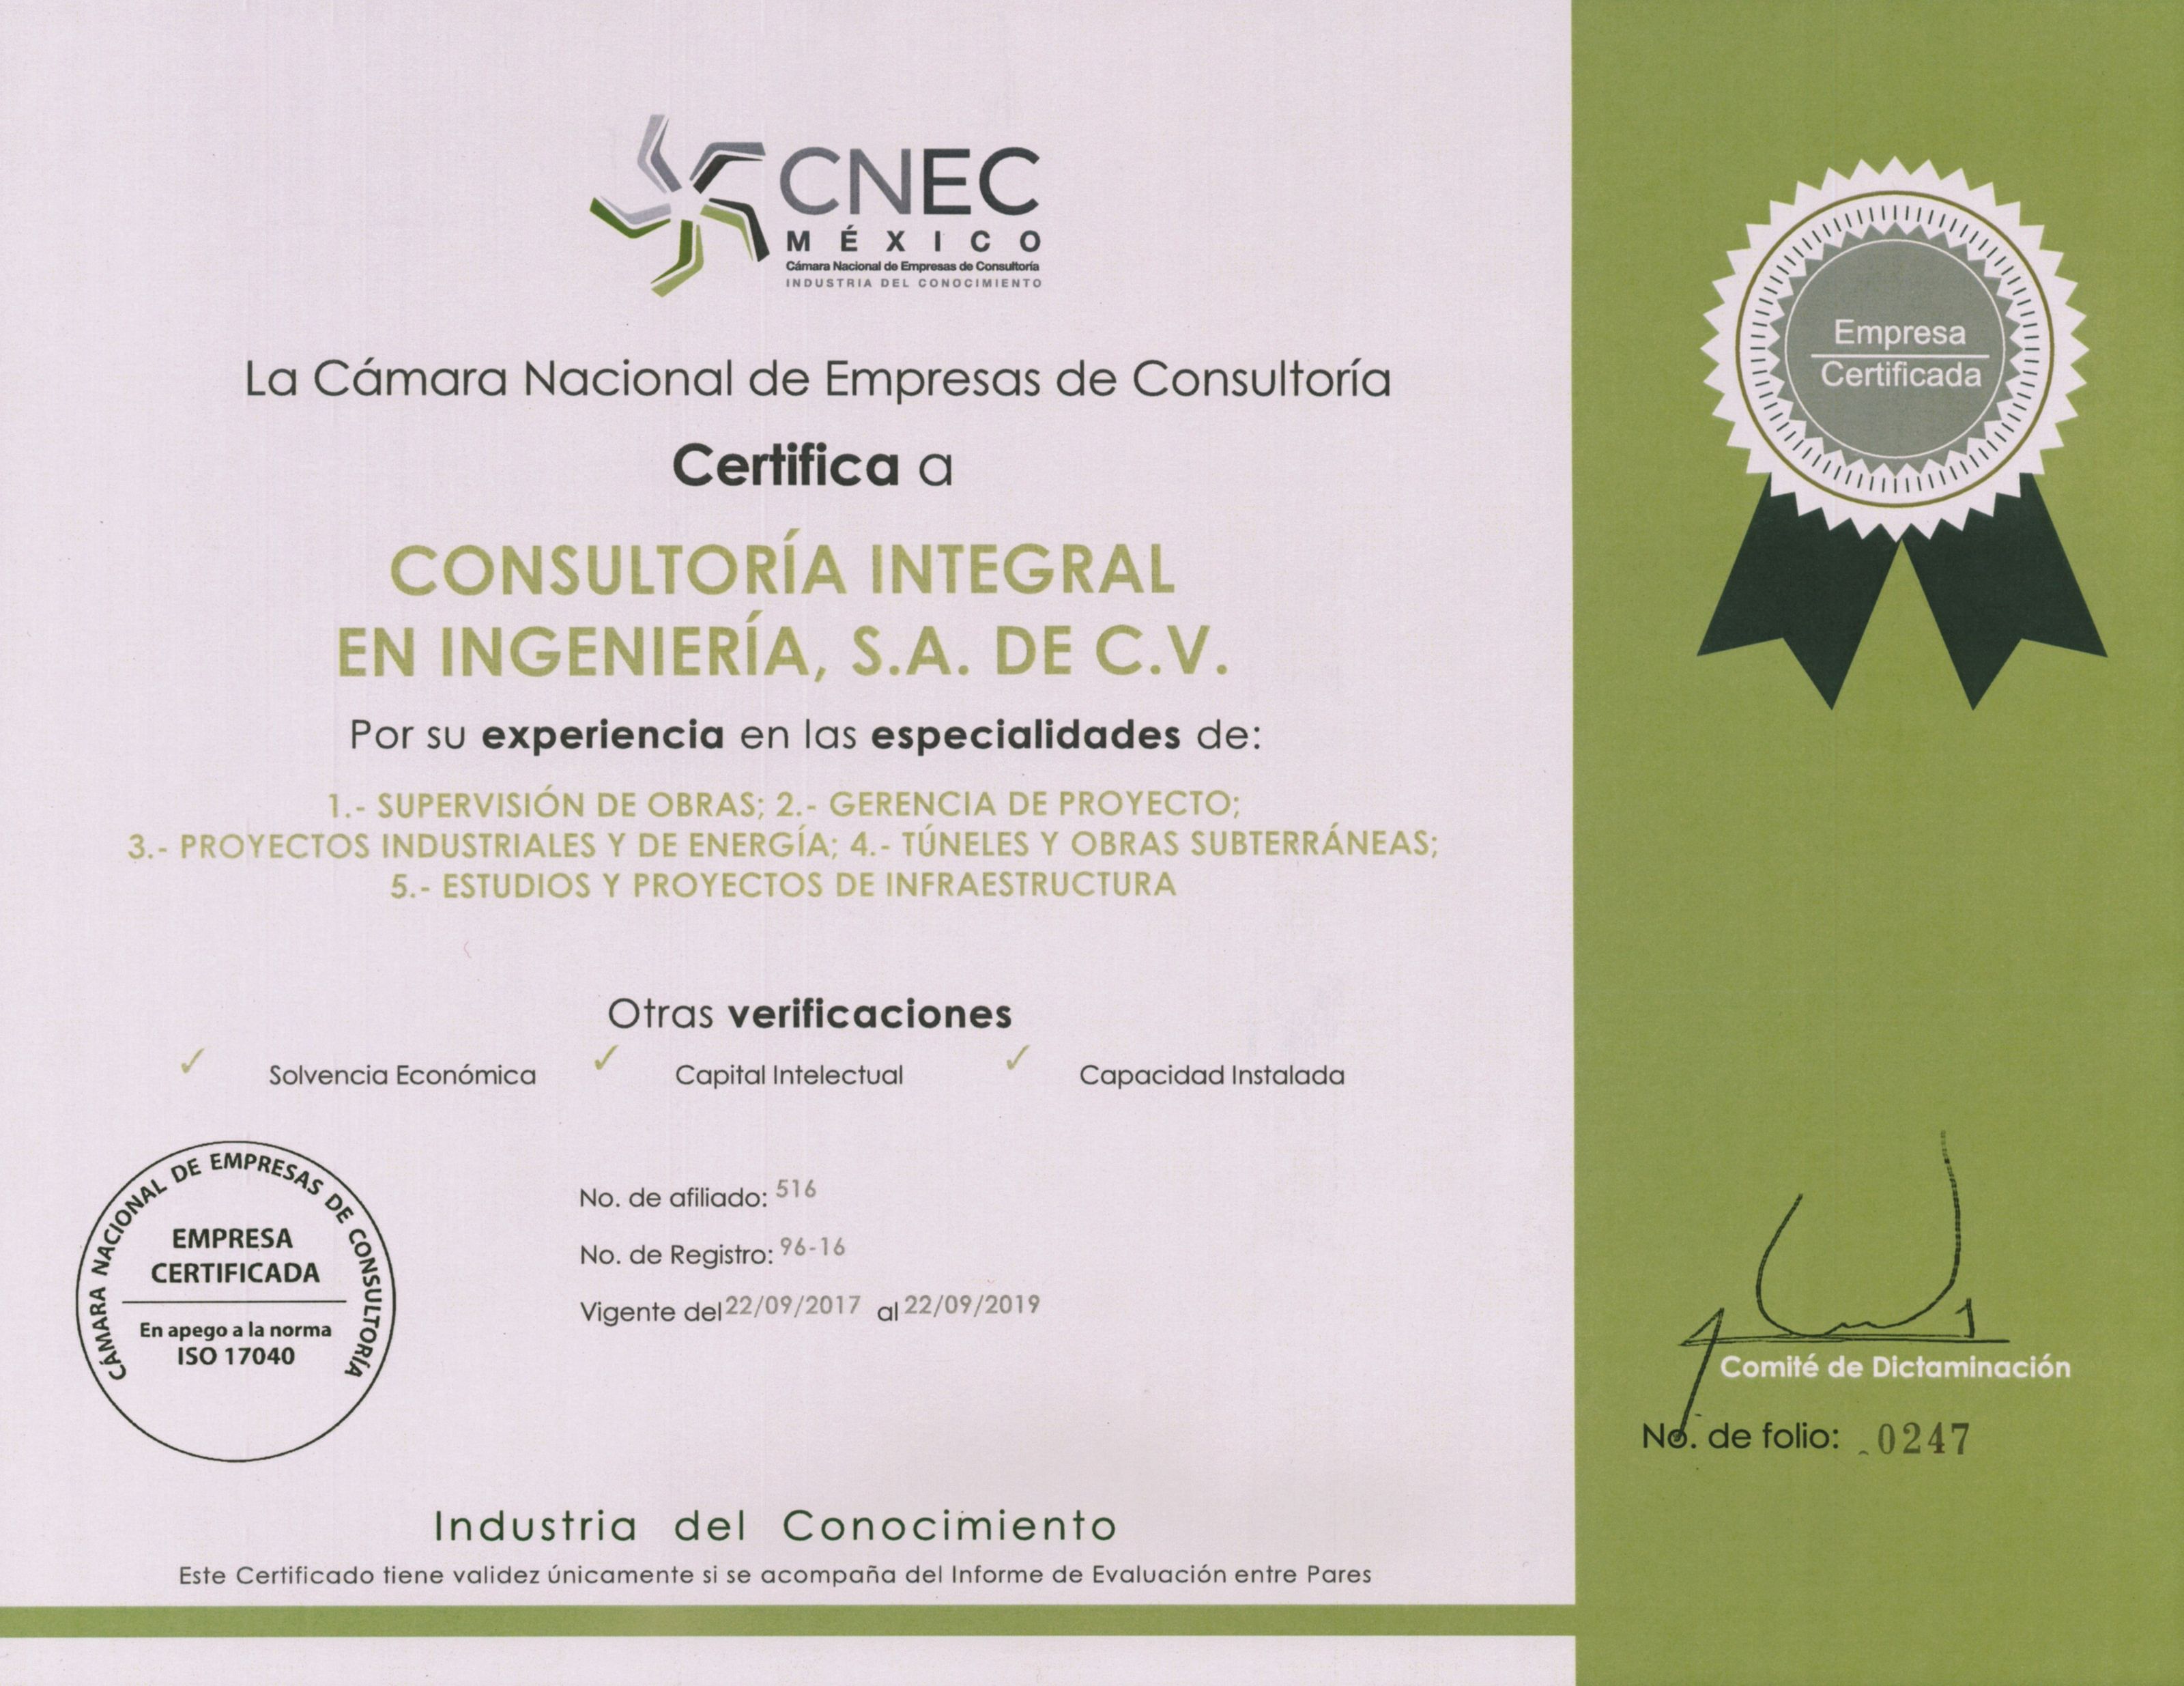 CNEC
MÉXICO
Cámara Nacional de Empresas de Consultoría
INDUSTRIA DEL CONOCIMIENTO
La Cámara Nacional de Empresas de Consultoría
Certifica a
CONSULTORÍA INTEGRAL
EN INGENIERÍA, S.A. DE C.V.
Por su experiencia en las especialidades de:
1.- SUPERVISIÓN DE OBRAS; 2.- GERENCIA DE PROYECTO;
3.- PROYECTOS INDUSTRIALES Y DE ENERGÍA; 4.- TÚNELES Y OBRAS SUBTERRÁNEAS;
5.- ESTUDIOS Y PROYECTOS DE INFRAESTRUCTURA
Otras verificaciones
✓ Solvencia Económica ✓ Capital Intelectual ✓ Capacidad Instalada
CÁMARA NACIONAL DE EMPRESAS DE CONSULTORÍA
EMPRESA
CERTIFICADA
En apego a la norma
ISO 17040
No. de afiliado: 516
No. de Registro: 96-16
Vigente del 22/09/2017 al 22/09/2019
Industria del Conocimiento
Este Certificado tiene validez únicamente si se acompaña del Informe de Evaluación entre Pares
Empresa
Certificada
Comité de Dictaminación
No. de folio: 0247